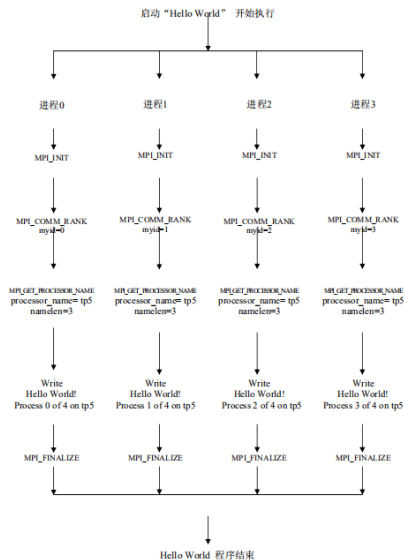 启动“Hello World” 开始执行
进程0 进程1 进程2 进程3
MPI_INIT MPI_INIT MPI_INIT MPI_INIT
MPI_COMM_RANK MPI_COMM_RANK MPI_COMM_RANK MPI_COMM_RANK
myid=0 myid=1 myid=2 myid=3
MPI_GET_PROCESSOR_NAME MPI_GET_PROCESSOR_NAME MPI_GET_PROCESSOR_NAME MPI_GET_PROCESSOR_NAME
processor_name= tp5 processor_name= tp5 processor_name= tp5 processor_name= tp5
namelen=3 namelen=3 namelen=3 namelen=3
Write Write Write Write
Hello World! Hello World! Hello World! Hello World!
Process 0 of 4 on tp5 Process 1 of 4 on tp5 Process 2 of 4 on tp5 Process 3 of 4 on tp5
MPI_FINALIZE MPI_FINALIZE MPI_FINALIZE MPI_FINALIZE
Hello World 程序结束